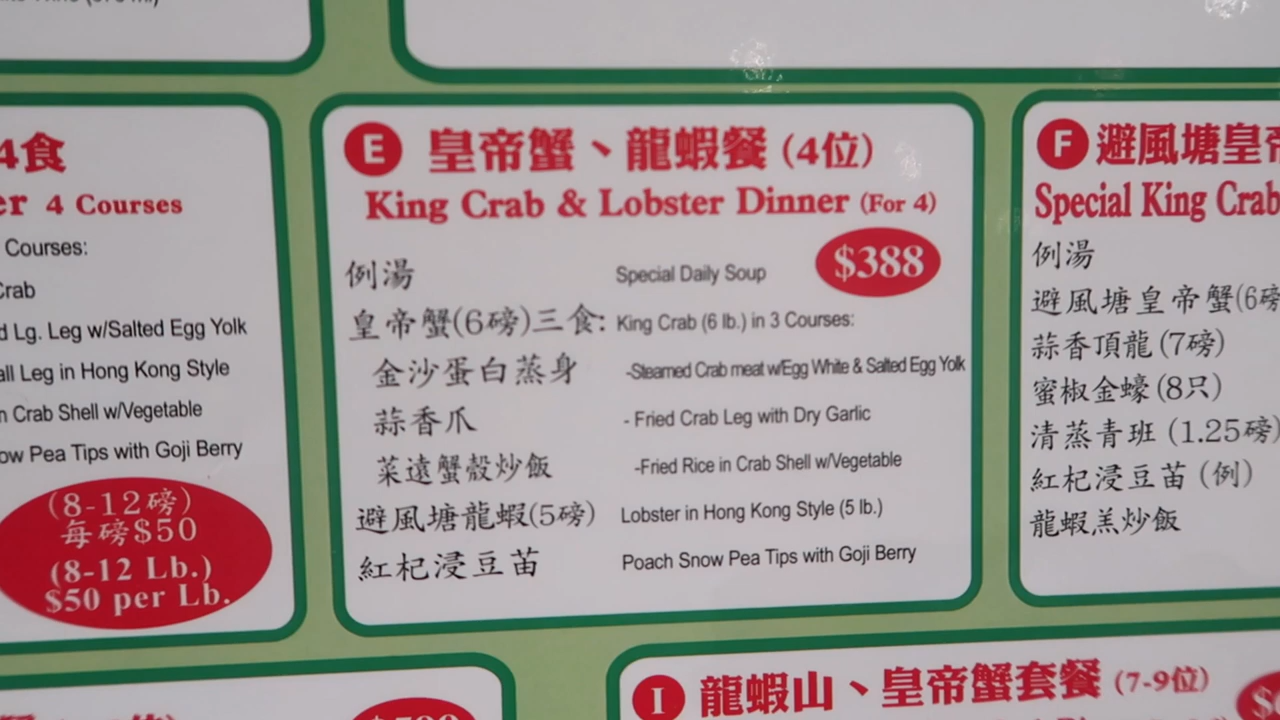 4食
er 4 Courses
Courses:
Crab
d Lg. Leg w/Salted Egg Yolk
all Leg in Hong Kong Style
n Crab Shell w/Vegetable
ow Pea Tips with Goji Berry
(8-12磅)
每磅$50
(8-12 Lb.)
$50 per Lb.
E 皇帝蟹、龍蝦餐 (4位)
King Crab & Lobster Dinner (For 4)
$388
例湯 Special Daily Soup
皇帝蟹(6磅)三食: King Crab (6 lb.) in 3 Courses:
金沙蛋白蒸身 -Steamed Crab meat w/Egg White & Salted Egg Yolk
蒜香爪 - Fried Crab Leg with Dry Garlic
菜遠蟹殼炒飯 -Fried Rice in Crab Shell w/Vegetable
避風塘龍蝦(5磅) Lobster in Hong Kong Style (5 lb.)
紅杞浸豆苗 Poach Snow Pea Tips with Goji Berry
F 避風塘皇帝
Special King Crab
例湯
避風塘皇帝蟹(6磅
蒜香頂龍 (7磅)
蜜椒金蠔 (8只)
清蒸青班 (1.25磅)
紅杞浸豆苗 (例)
龍蝦羔炒飯
I 龍蝦山、皇帝蟹套餐 (7-9位)